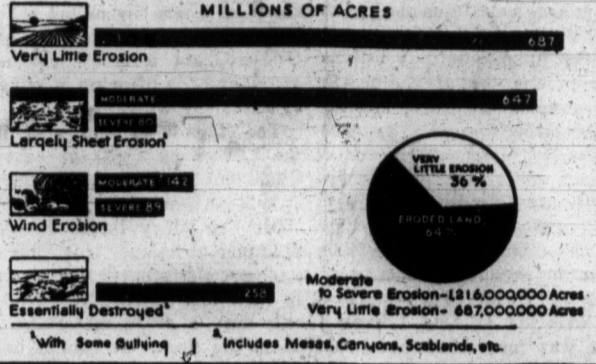 MILLIONS OF ACRES
687
Very Little Erosion
MODERATE 647
SEVERE 80
Largely Sheet Erosion¹
MODERATE 142
SEVERE 89
Wind Erosion
258
Essentially Destroyed²
VERY
LITTLE EROSION
36%
ERODED LAND
64%
Moderate
to Severe Erosion-1,216,000,000 Acres
Very Little Erosion- 687,000,000 Acres
¹With Some Gullying
²Includes Mesas, Canyons, Scablands, etc.